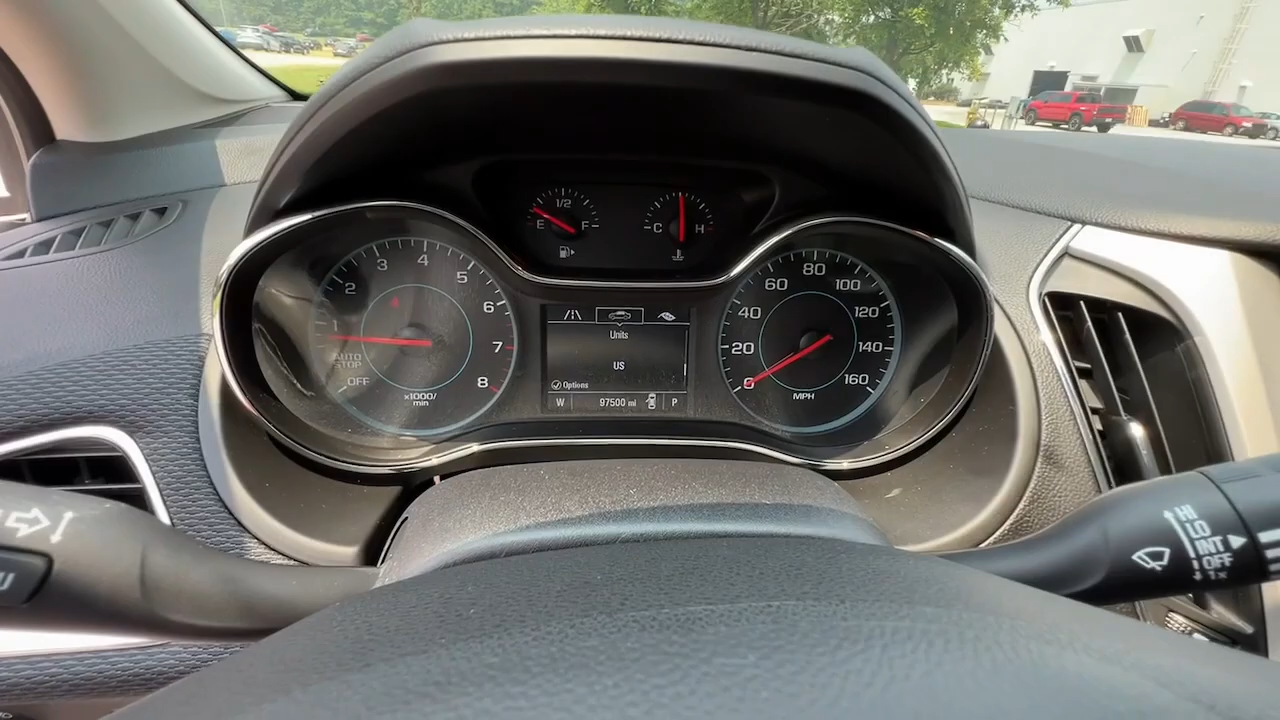 1/2
E F
C H
1 2 3 4 5 6 7 8
AUTO
STOP
OFF
x1000/
min
Units
US
Options
W 97500 mi P
0 20 40 60 80 100 120 140 160
MPH
HI
LO
INT
OFF
1x